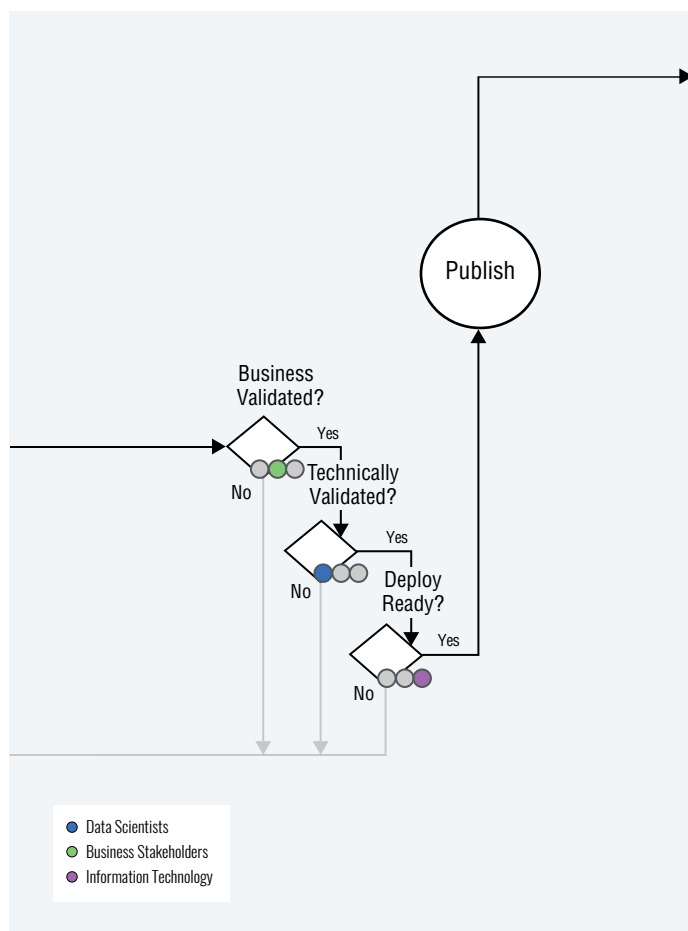 Publish
Business
Validated?
Yes
No
Technically
Validated?
Yes
No
Deploy
Ready?
Yes
No
Data Scientists
Business Stakeholders
Information Technology